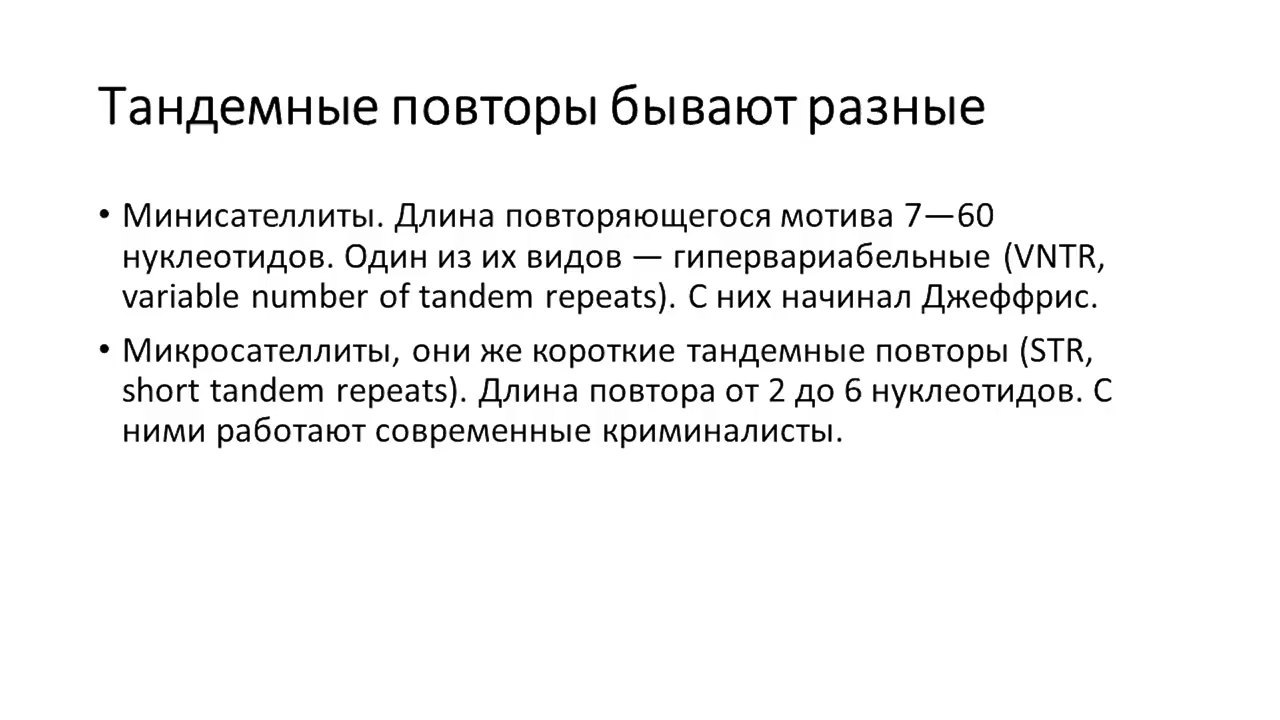 Тандемные повторы бывают разные
• Минисателлиты. Длина повторяющегося мотива 7—60
нуклеотидов. Один из их видов — гипервариабельные (VNTR,
variable number of tandem repeats). С них начинал Джеффрис.
• Микросателлиты, они же короткие тандемные повторы (STR,
short tandem repeats). Длина повтора от 2 до 6 нуклеотидов. С
ними работают современные криминалисты.